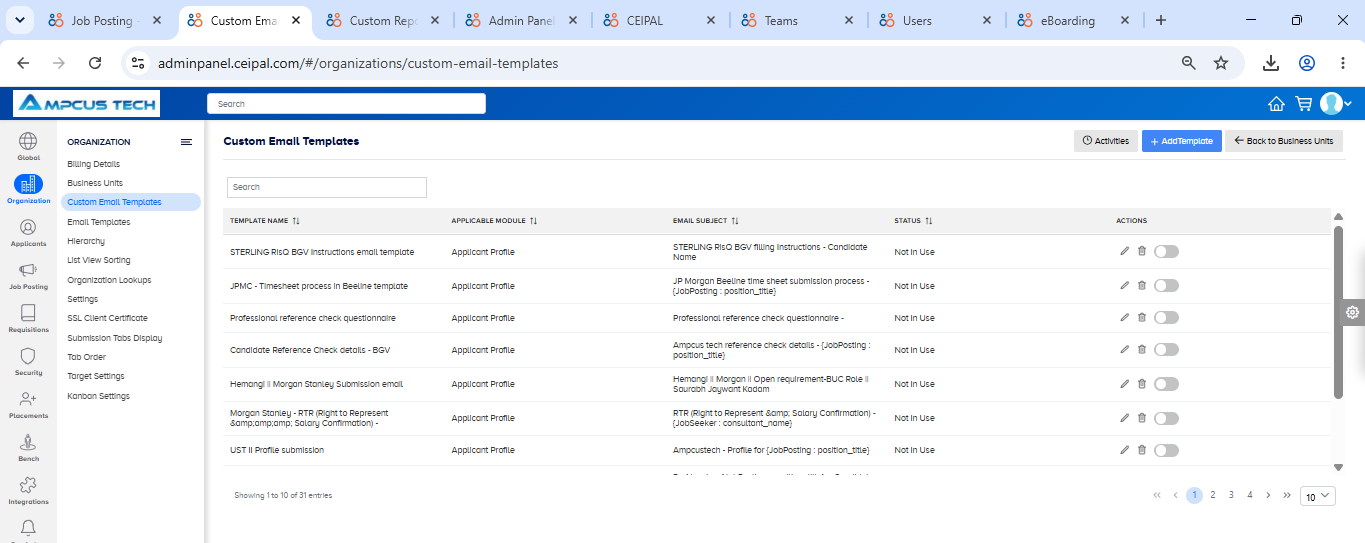 Job Posting -
Custom Ema
Custom Repo
Admin Panel
CEIPAL
Teams
Users
eBoarding
adminpanel.ceipal.com/#/organizations/custom-email-templates
AMPCUS TECH
Search
Global
Organization
Applicants
Job Posting
Requisitions
Security
Placements
Bench
Integrations
ORGANIZATION
Billing Details
Business Units
Custom Email Templates
Email Templates
Hierarchy
List View Sorting
Organization Lookups
Settings
SSL Client Certificate
Submission Tabs Display
Tab Order
Target Settings
Kanban Settings
Custom Email Templates
Activities
+ AddTemplate
Back to Business Units
Search
TEMPLATE NAME APPLICABLE MODULE EMAIL SUBJECT STATUS ACTIONS
STERLING RisQ BGV Instructions email template Applicant Profile STERLING RisQ BGV filling Instructions - Candidate Name Not In Use
JPMC - Timesheet process in Beeline template Applicant Profile JP Morgan Beeline time sheet submission process - {JobPosting : position_title} Not In Use
Professional reference check questionnaire Applicant Profile Professional reference check questionnaire - Not In Use
Candidate Reference Check details - BGV Applicant Profile Ampcus tech reference check details - {JobPosting : position_title} Not In Use
Hemangi || Morgan Stanley Submission email Applicant Profile Hemangi || Morgan || Open requirement-BUC Role || Saurabh Jaywant Kadam Not In Use
Morgan Stanley - RTR (Right to Represent &amp;amp;amp; Salary Confirmation) - Applicant Profile RTR (Right to Represent &amp; Salary Confirmation) - {JobSeeker : consultant_name} Not In Use
UST II Profile submission Applicant Profile Ampcustech - Profile for {JobPosting : position_title} Not In Use
Showing 1 to 10 of 31 entries
1 2 3 4
10